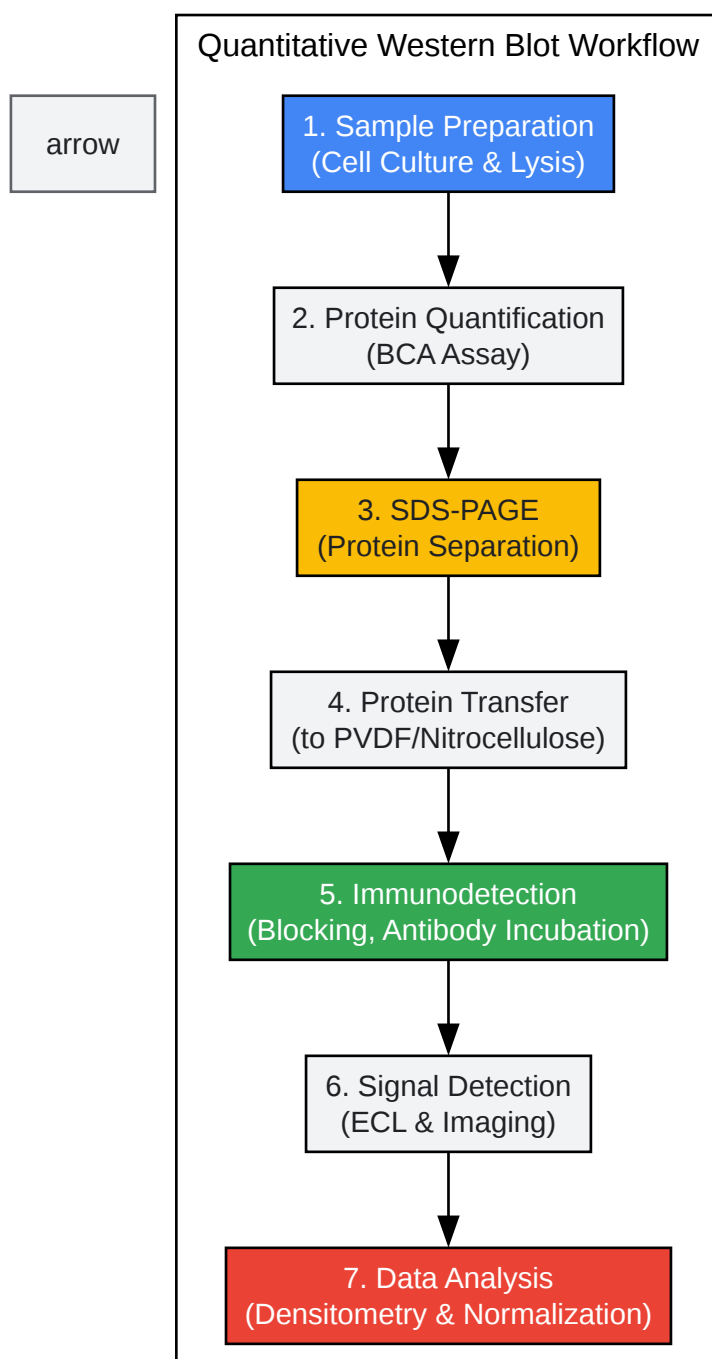 Quantitative Western Blot Workflow
arrow
1. Sample Preparation
(Cell Culture & Lysis)
2. Protein Quantification
(BCA Assay)
3. SDS-PAGE
(Protein Separation)
4. Protein Transfer
(to PVDF/Nitrocellulose)
5. Immunodetection
(Blocking, Antibody Incubation)
6. Signal Detection
(ECL & Imaging)
7. Data Analysis
(Densitometry & Normalization)